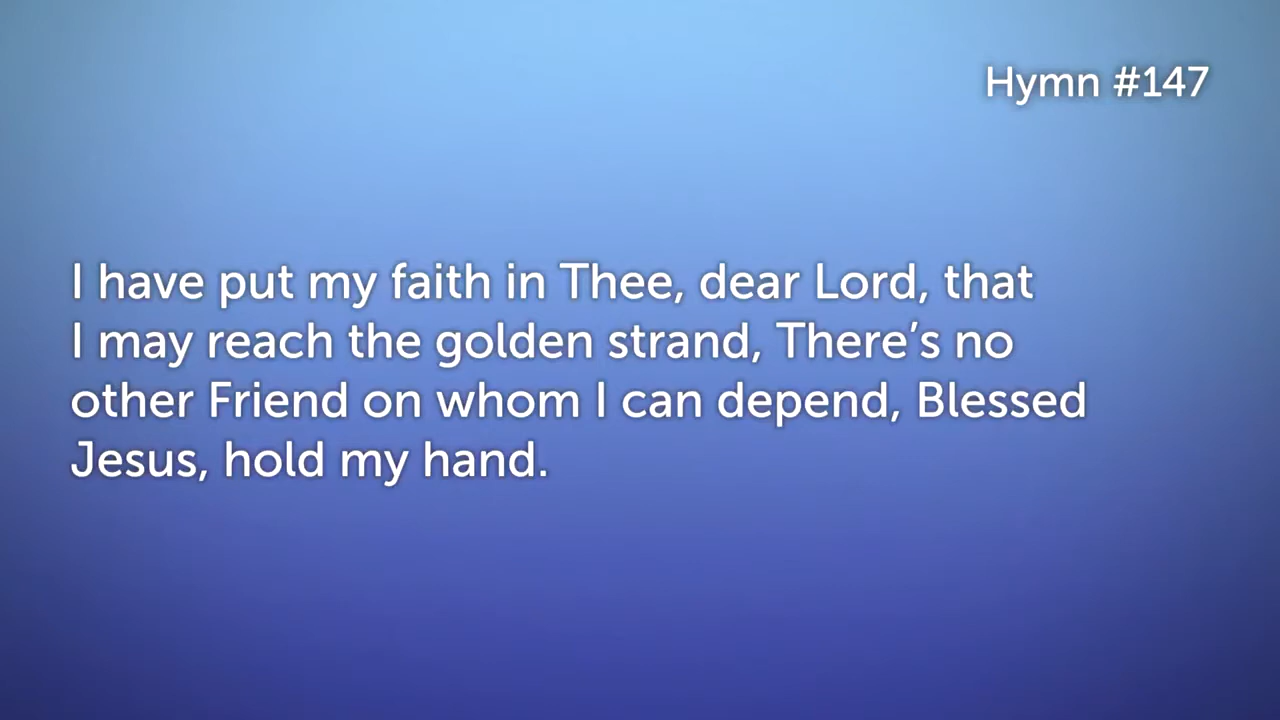 Hymn #147
I have put my faith in Thee, dear Lord, that
I may reach the golden strand, There’s no
other Friend on whom I can depend, Blessed
Jesus, hold my hand.